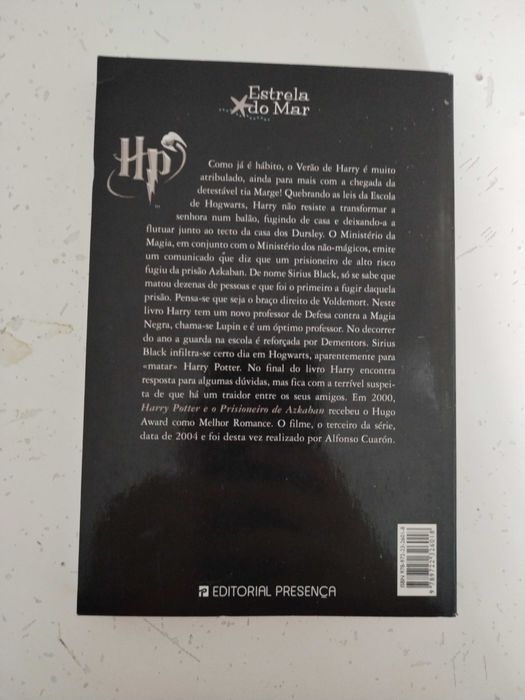 Estrela
do Mar
Hp
Como já é hábito, o Verão de Harry é muito
atribulado, ainda para mais com a chegada da
detestável tia Marge! Quebrando as leis da Escola
de Hogwarts, Harry não resiste a transformar a
senhora num balão, fugindo de casa e deixando-a a
flutuar junto ao tecto da casa dos Dursley. O Ministério da
Magia, em conjunto com o Ministério dos não-mágicos, emite
um comunicado que diz que um prisioneiro de alto risco
fugiu da prisão Azkaban. De nome Sirius Black, só se sabe que
matou dezenas de pessoas e que foi o primeiro a fugir daquela
prisão. Pensa-se que seja o braço direito de Voldemort. Neste
livro Harry tem um novo professor de Defesa contra a Magia
Negra, chama-se Lupin e é um óptimo professor. No decorrer
do ano a guarda na escola é reforçada por Dementors. Sirius
Black infiltra-se certo dia em Hogwarts, aparentemente para
«matar» Harry Potter. No final do livro Harry encontra
resposta para algumas dúvidas, mas fica com a terrível suspei-
ta de que há um traidor entre os seus amigos. Em 2000,
Harry Potter e o Prisioneiro de Azkaban recebeu o Hugo
Award como Melhor Romance. O filme, o terceiro da série,
data de 2004 e foi desta vez realizado por Alfonso Cuarón.
ISBN 978-972-23-2601-8
9 789722 326018
EDITORIAL PRESENÇA